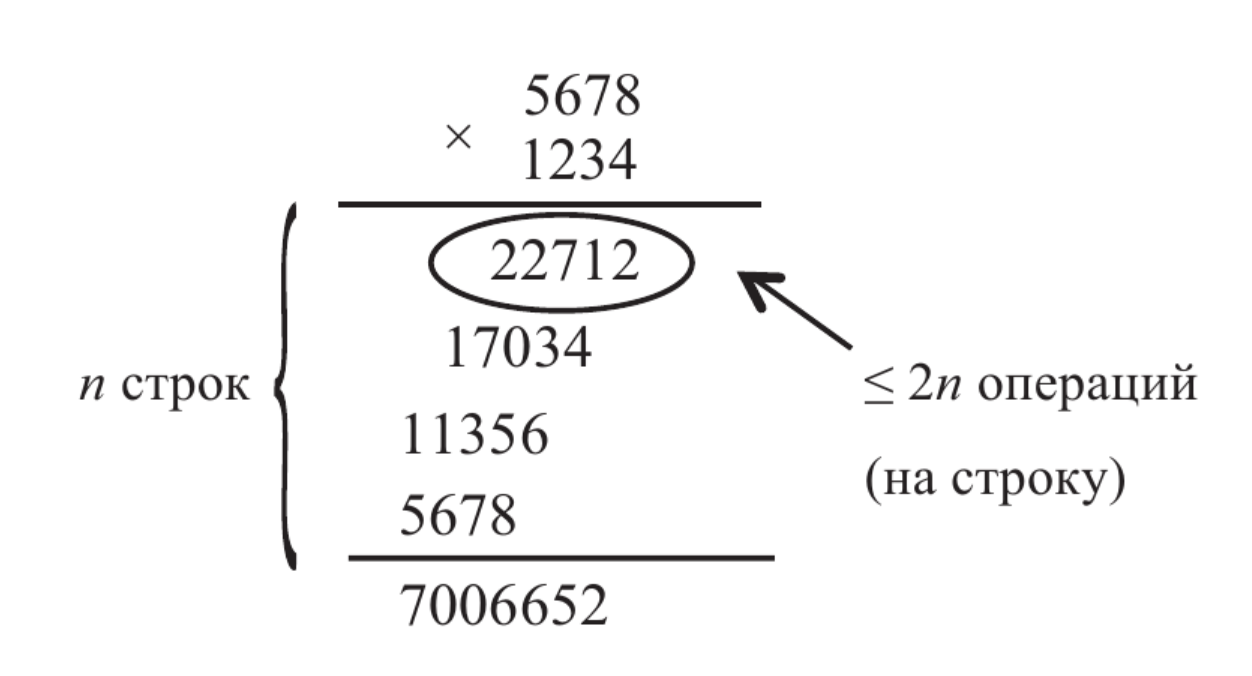 5678
×
1234
22712
17034
n строк
≤ 2n операций
11356
(на строку)
5678
7006652